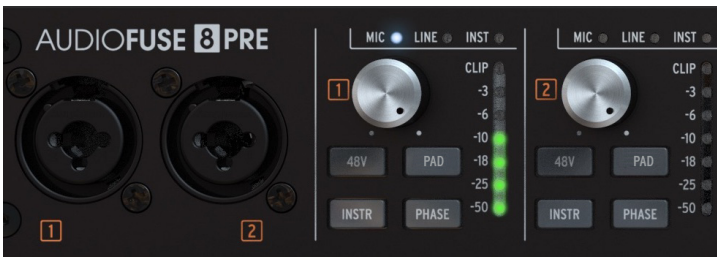 AUDIOFUSE 8 PRE
1
2
MIC LINE INST
1
CLIP
-3
-6
-10
-18
-25
-50
48V PAD
INSTR PHASE
MIC LINE INST
2
CLIP
-3
-6
-10
-18
-25
-50
48V PAD
INSTR PHASE